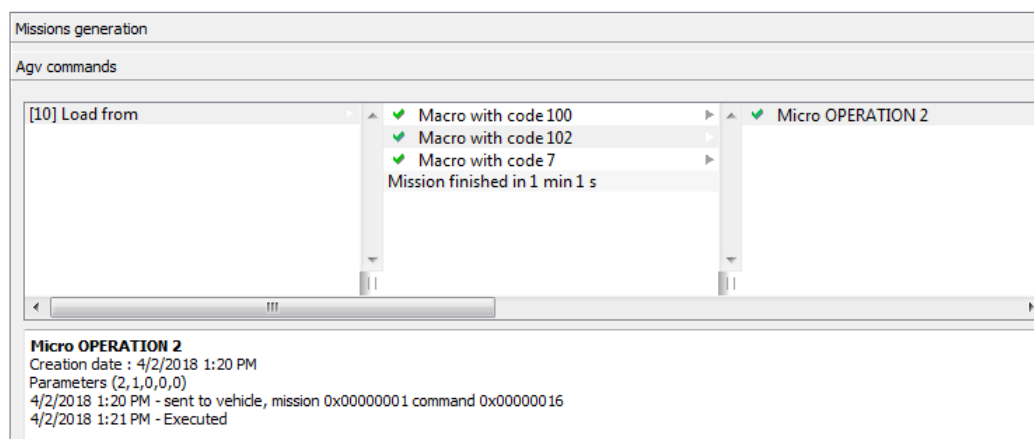 Missions generation
Agv commands
[10] Load from
Macro with code 100
Macro with code 102
Macro with code 7
Mission finished in 1 min 1 s
Micro OPERATION 2
Micro OPERATION 2
Creation date : 4/2/2018 1:20 PM
Parameters (2,1,0,0,0)
4/2/2018 1:20 PM - sent to vehicle, mission 0x00000001 command 0x00000016
4/2/2018 1:21 PM - Executed